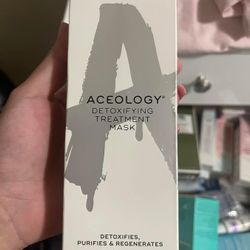 ACEOLOGY®
DETOXIFYING
TREATMENT
MASK
DETOXIFIES,
PURIFIES & REGENERATES